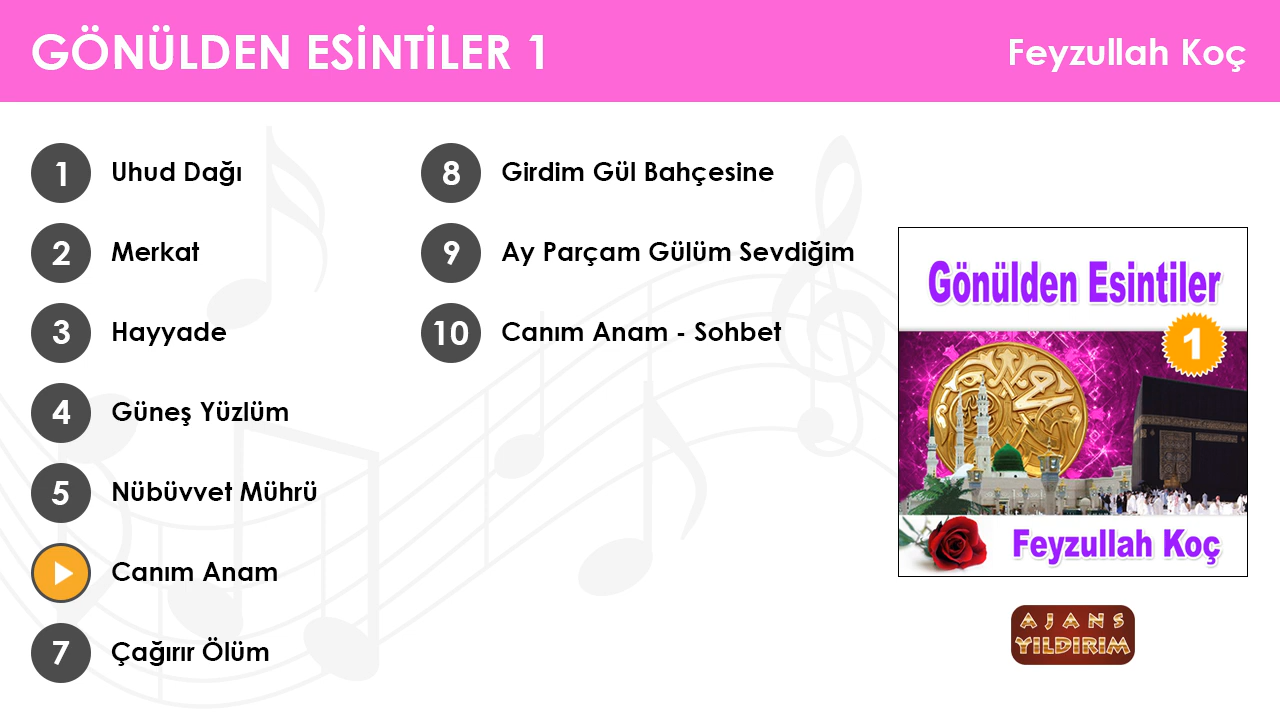 GÖNÜLDEN ESİNTİLER 1
Feyzullah Koç
1 Uhud Dağı
2 Merkat
3 Hayyade
4 Güneş Yüzlüm
5 Nübüvvet Mührü
Canım Anam
7 Çağırır Ölüm
8 Girdim Gül Bahçesine
9 Ay Parçam Gülüm Sevdiğim
10 Canım Anam - Sohbet
Gönülden Esintiler
1
Feyzullah Koç
AJANS
YILDIRIM